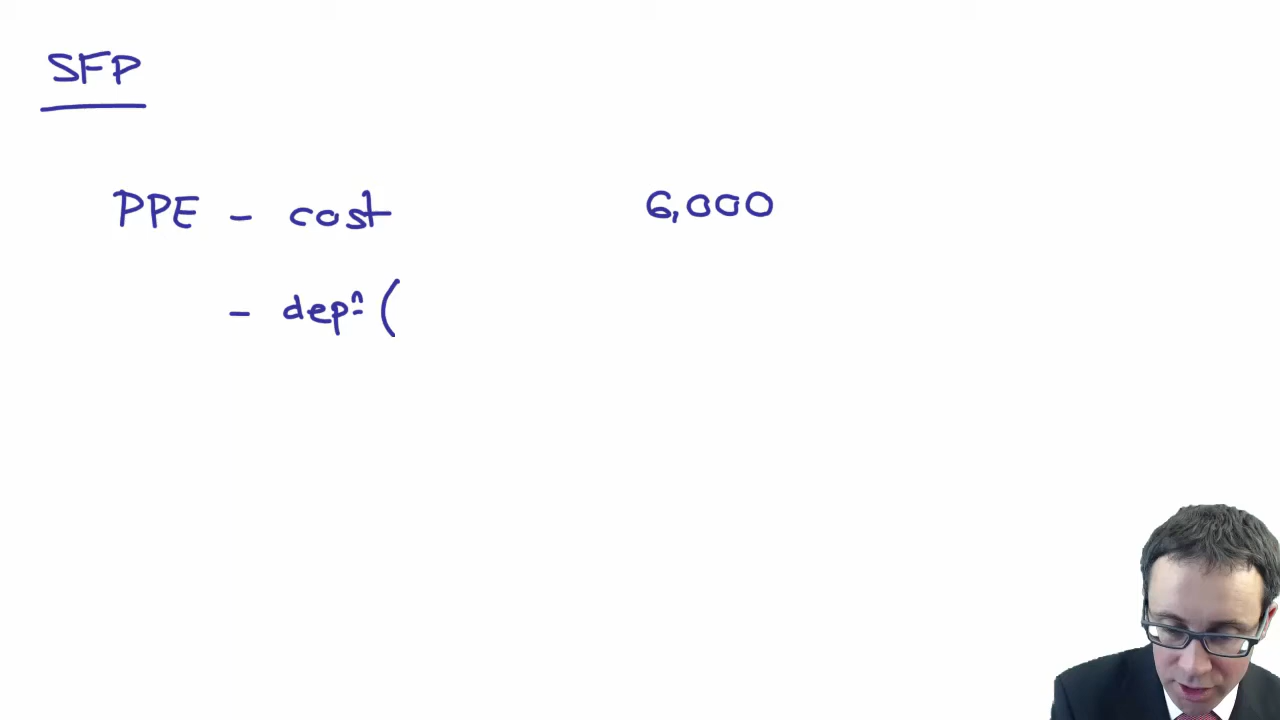 SFP
PPE - cost 6,000
- depⁿ (